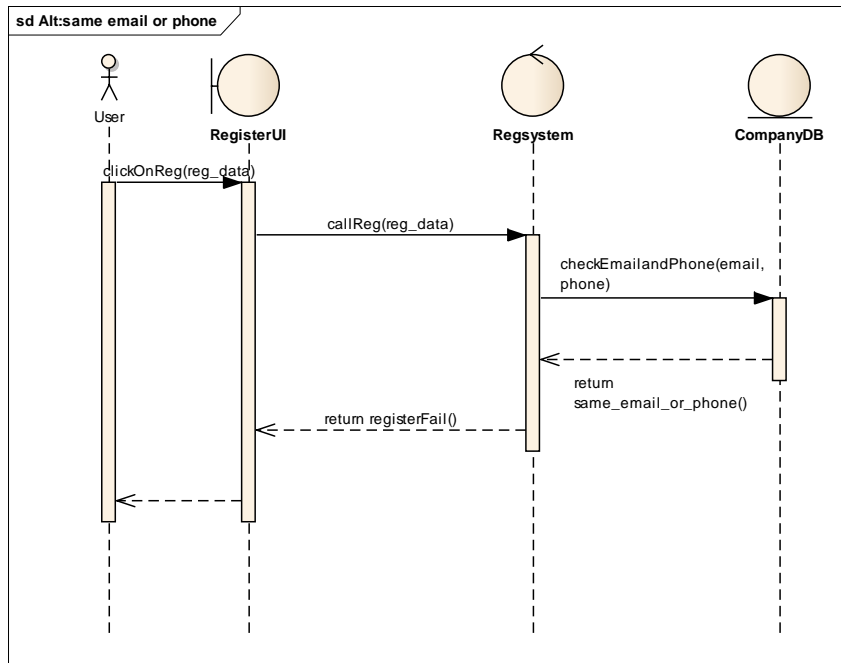 sd Alt:same email or phone
User
RegisterUI
Regsystem
CompanyDB
clickOnReg(reg_data)
callReg(reg_data)
checkEmailandPhone(email,
phone)
return
same_email_or_phone()
return registerFail()